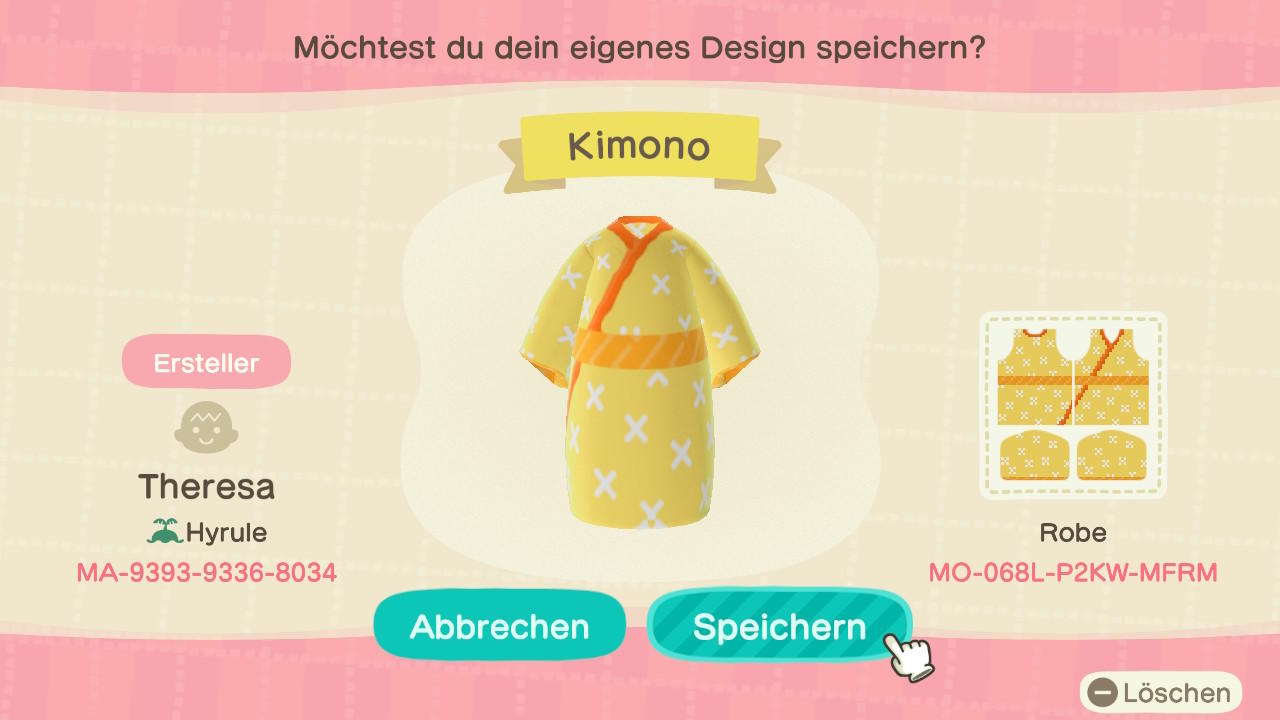 Möchtest du dein eigenes Design speichern?
Kimono
Ersteller
Theresa
Hyrule
MA-9393-9336-8034
Robe
MO-068L-P2KW-MFRM
Abbrechen
Speichern
Löschen